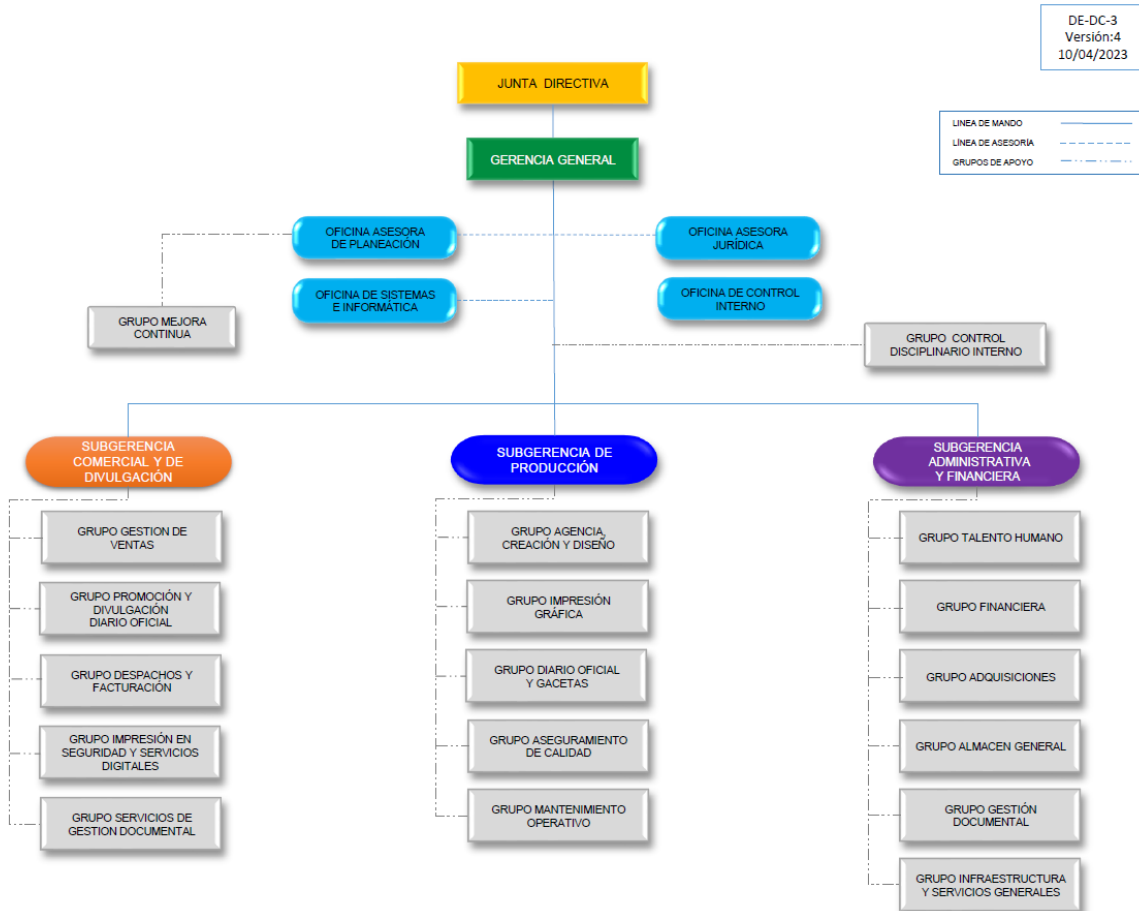 DE-DC-3
Versión:4
10/04/2023
JUNTA DIRECTIVA
LINEA DE MANDO
LÍNEA DE ASESORÍA
GRUPOS DE APOYO
GERENCIA GENERAL
OFICINA ASESORA
DE PLANEACIÓN
OFICINA ASESORA
JURÍDICA
OFICINA DE SISTEMAS
E INFORMÁTICA
OFICINA DE CONTROL
INTERNO
GRUPO MEJORA
CONTINUA
GRUPO CONTROL
DISCIPLINARIO INTERNO
SUBGERENCIA
COMERCIAL Y DE
DIVULGACIÓN
GRUPO GESTION DE
VENTAS
GRUPO PROMOCIÓN Y
DIVULGACIÓN
DIARIO OFICIAL
GRUPO DESPACHOS Y
FACTURACIÓN
GRUPO IMPRESIÓN EN
SEGURIDAD Y SERVICIOS
DIGITALES
GRUPO SERVICIOS DE
GESTION DOCUMENTAL
SUBGERENCIA DE
PRODUCCIÓN
GRUPO AGENCIA,
CREACIÓN Y DISEÑO
GRUPO IMPRESIÓN
GRÁFICA
GRUPO DIARIO OFICIAL
Y GACETAS
GRUPO ASEGURAMIENTO
DE CALIDAD
GRUPO MANTENIMIENTO
OPERATIVO
SUBGERENCIA
ADMINISTRATIVA
Y FINANCIERA
GRUPO TALENTO HUMANO
GRUPO FINANCIERA
GRUPO ADQUISICIONES
GRUPO ALMACEN GENERAL
GRUPO GESTIÓN
DOCUMENTAL
GRUPO INFRAESTRUCTURA
Y SERVICIOS GENERALES